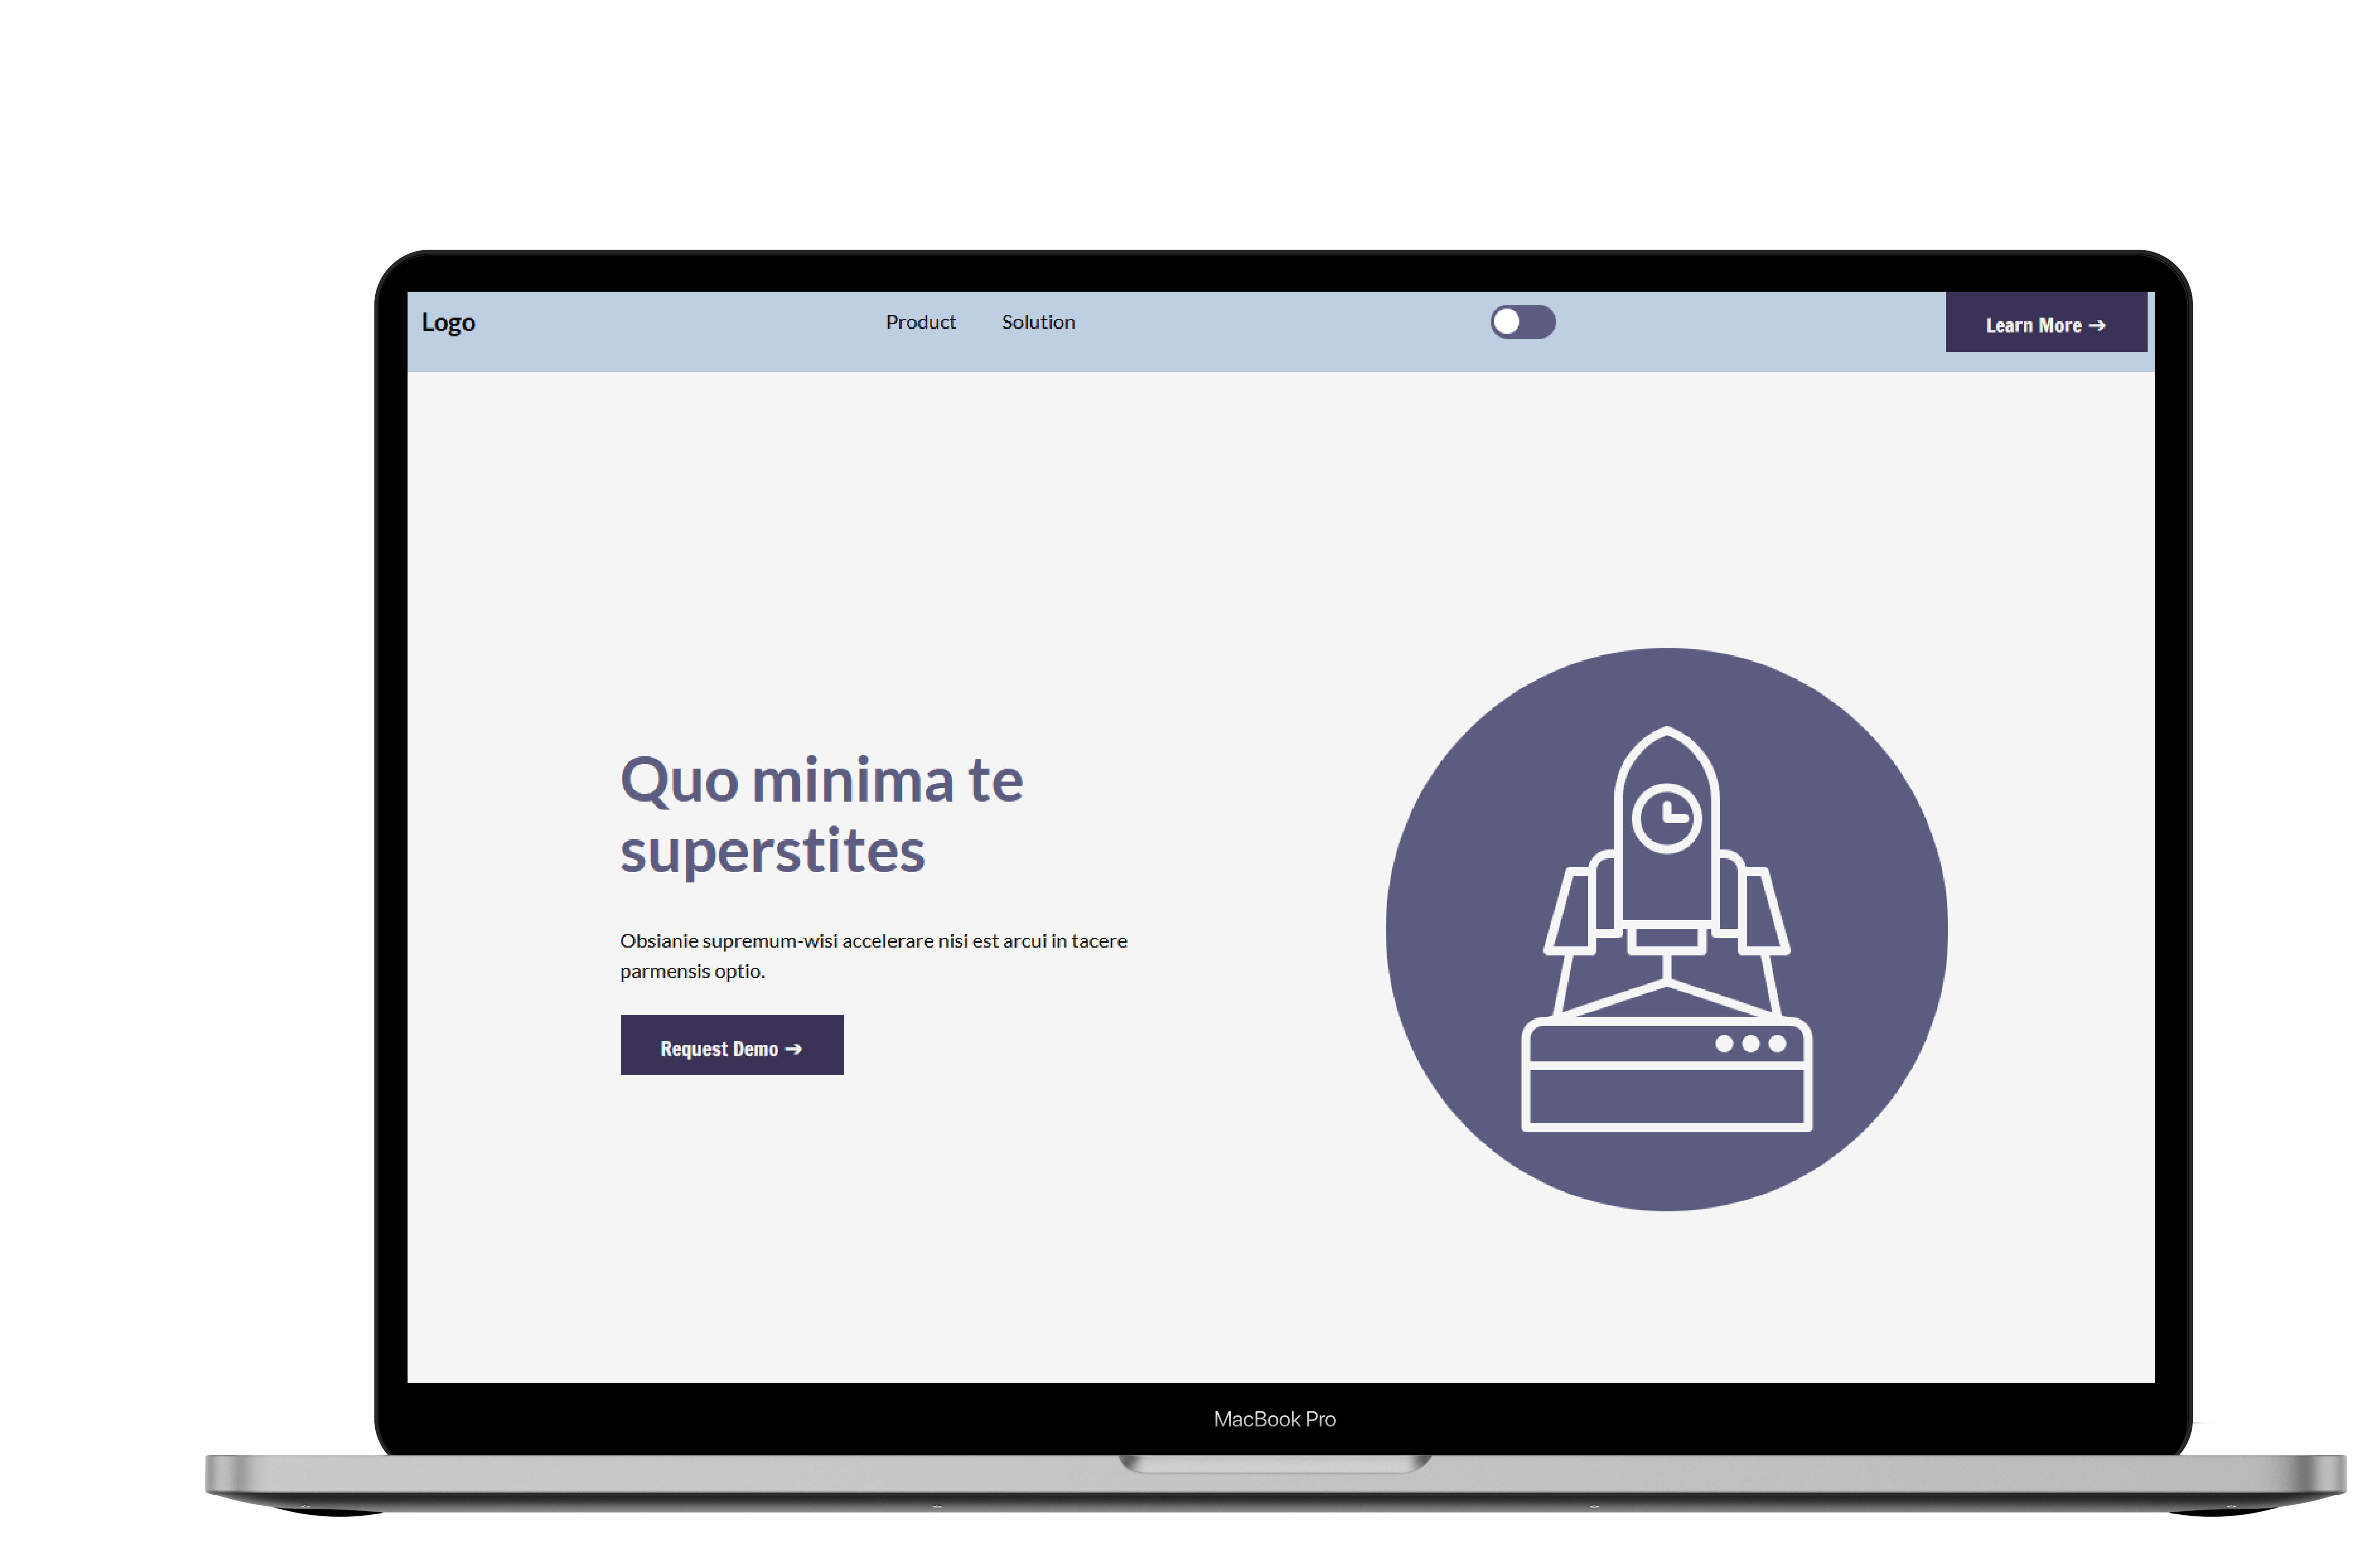 Logo
Product
Solution
Learn More →
Quo minima te
superstites
Obsianie supremum-wisi accelerare nisi est arcui in tacere
parmensis optio.
Request Demo →
MacBook Pro